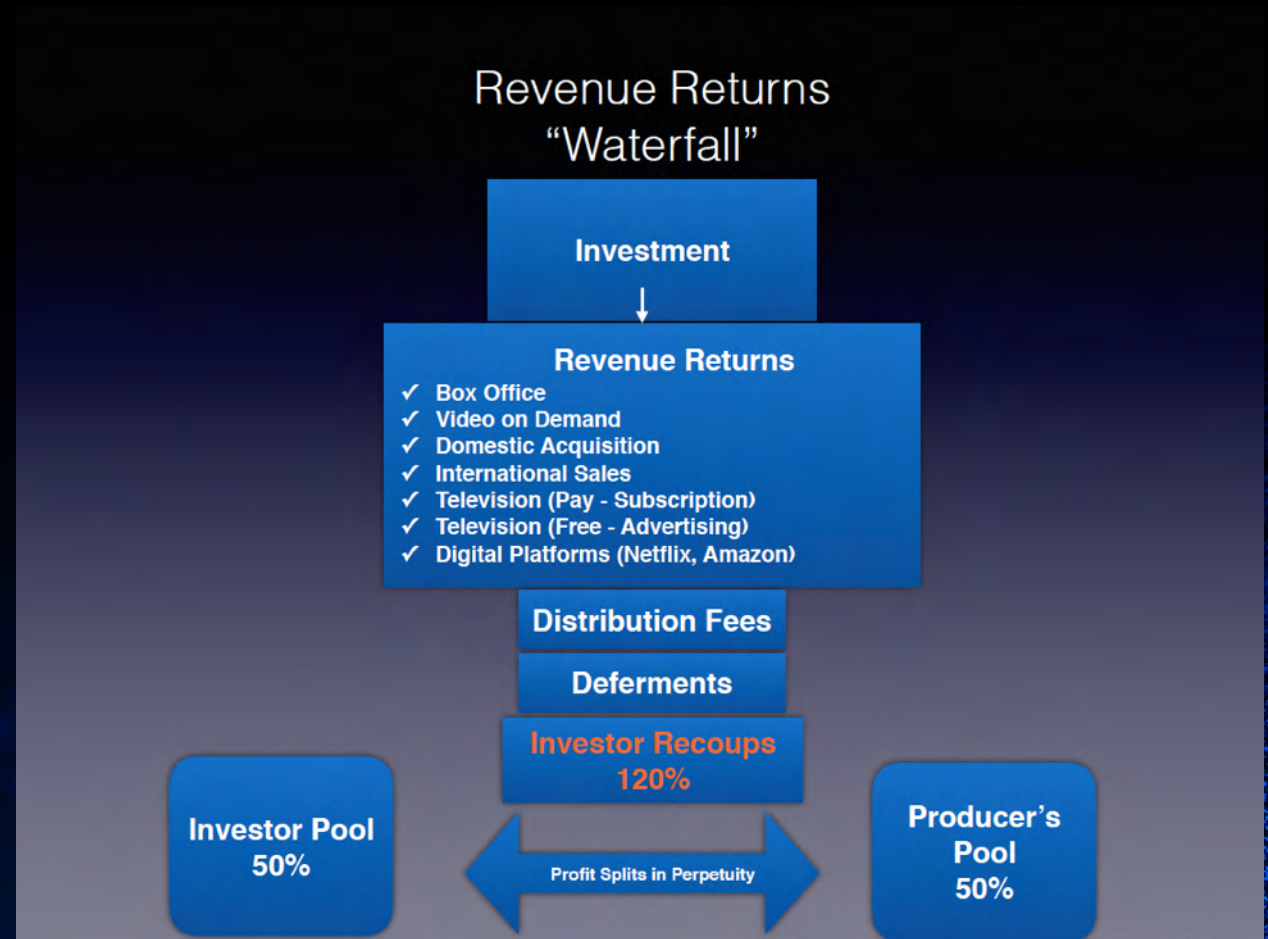 Revenue Returns
“Waterfall”
Investment
Revenue Returns
✓ Box Office
✓ Video on Demand
✓ Domestic Acquisition
✓ International Sales
✓ Television (Pay - Subscription)
✓ Television (Free - Advertising)
✓ Digital Platforms (Netflix, Amazon)
Distribution Fees
Deferments
Investor Recoups
120%
Investor Pool
50%
Profit Splits in Perpetuity
Producer’s
Pool
50%